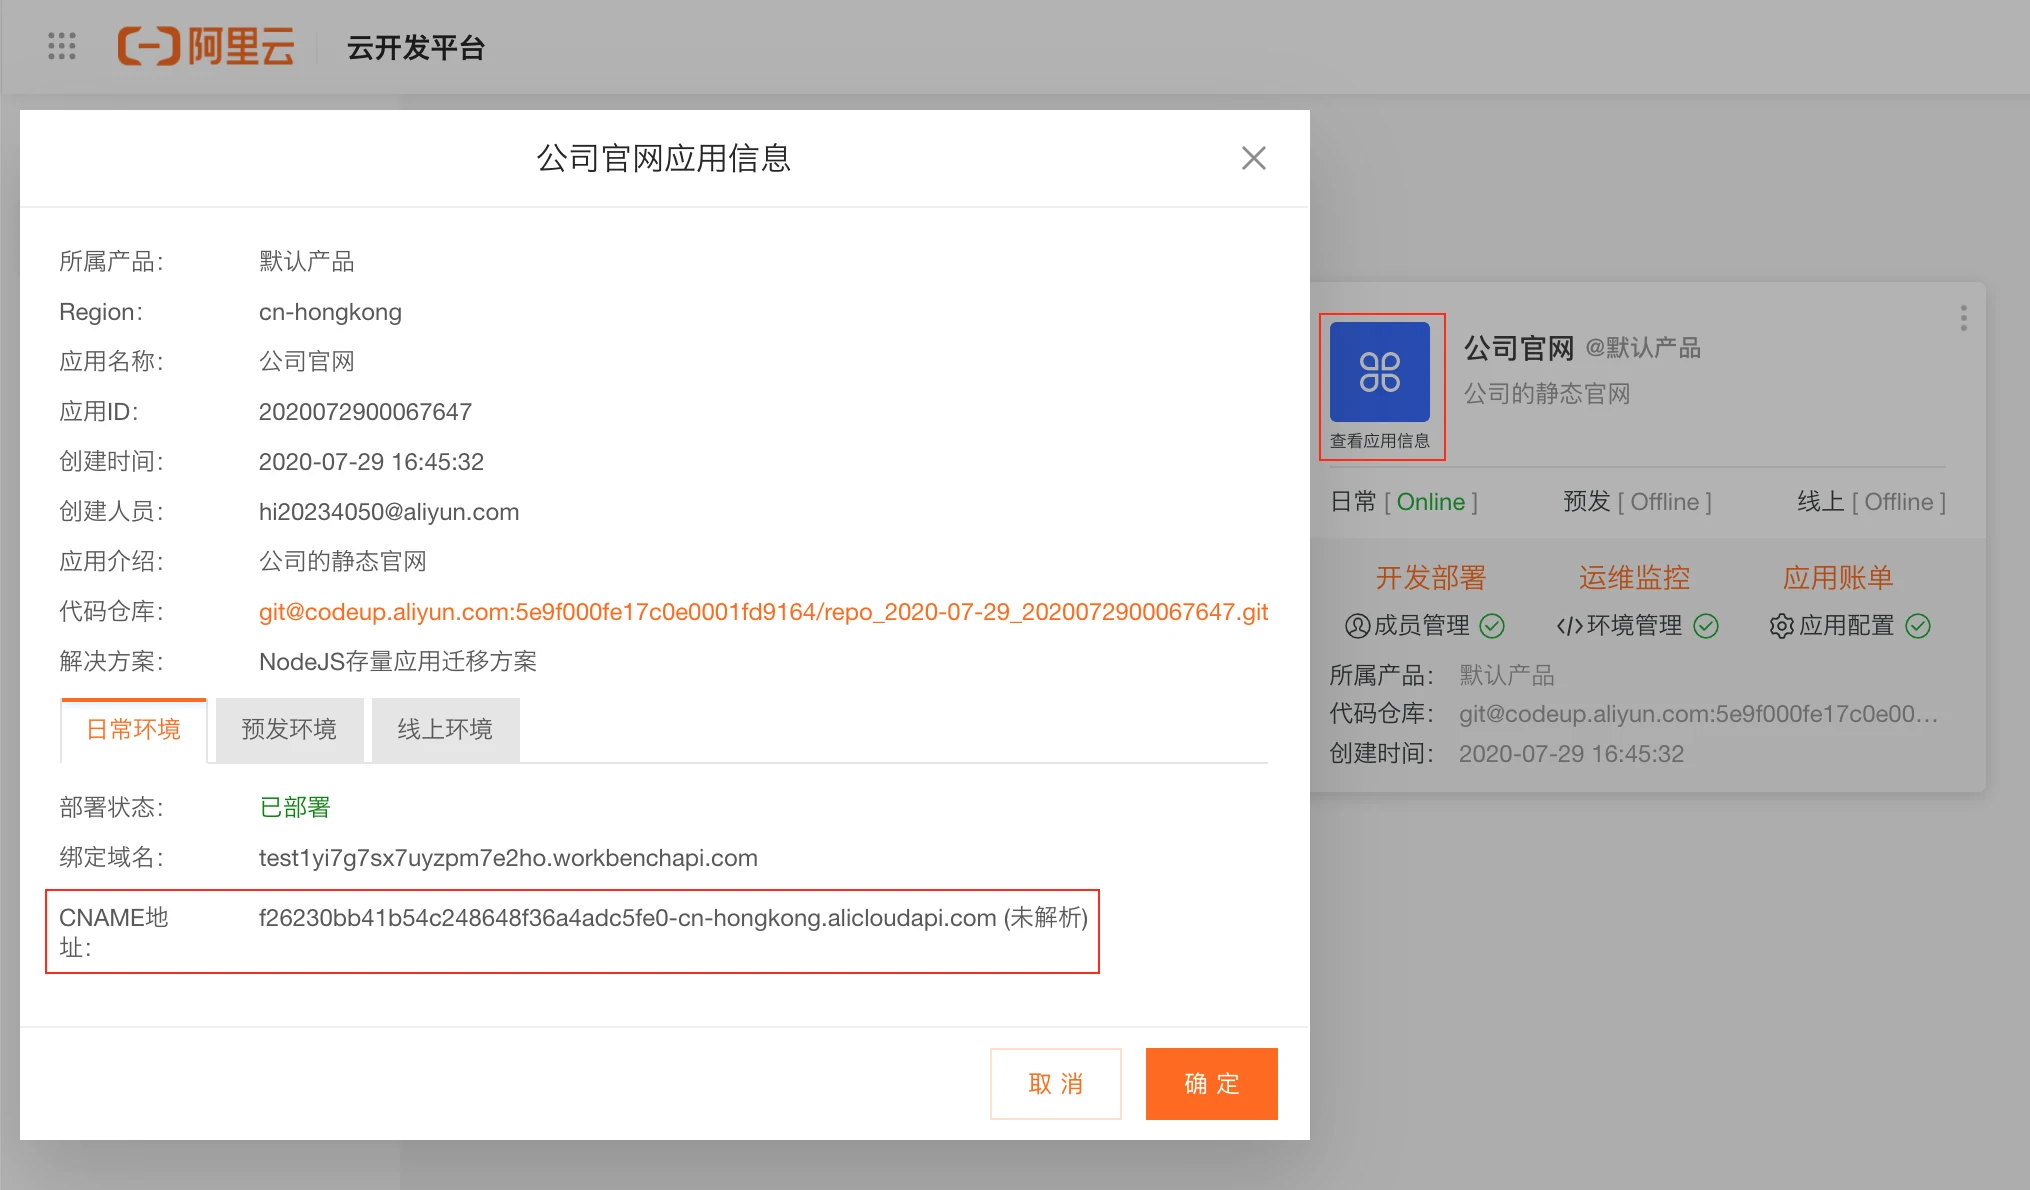 阿里云 云开发平台
公司官网应用信息
所属产品： 默认产品
Region： cn-hongkong
应用名称： 公司官网
应用ID： 2020072900067647
创建时间： 2020-07-29 16:45:32
创建人员： hi20234050@aliyun.com
应用介绍： 公司的静态官网
代码仓库： git@codeup.aliyun.com:5e9f000fe17c0e0001fd9164/repo_2020-07-29_2020072900067647.git
解决方案： NodeJS存量应用迁移方案
日常环境 预发环境 线上环境
部署状态： 已部署
绑定域名： test1yi7g7sx7uyzpm7e2ho.workbenchapi.com
CNAME地 f26230bb41b54c248648f36a4adc5fe0-cn-hongkong.alicloudapi.com (未解析)
址：
取 消 确 定
公司官网 @默认产品
公司的静态官网
查看应用信息
日常 [ Online ] 预发 [ Offline ] 线上 [ Offline ]
开发部署 运维监控 应用账单
成员管理 </>环境管理 应用配置
所属产品： 默认产品
代码仓库： git@codeup.aliyun.com:5e9f000fe17c0e00...
创建时间： 2020-07-29 16:45:32